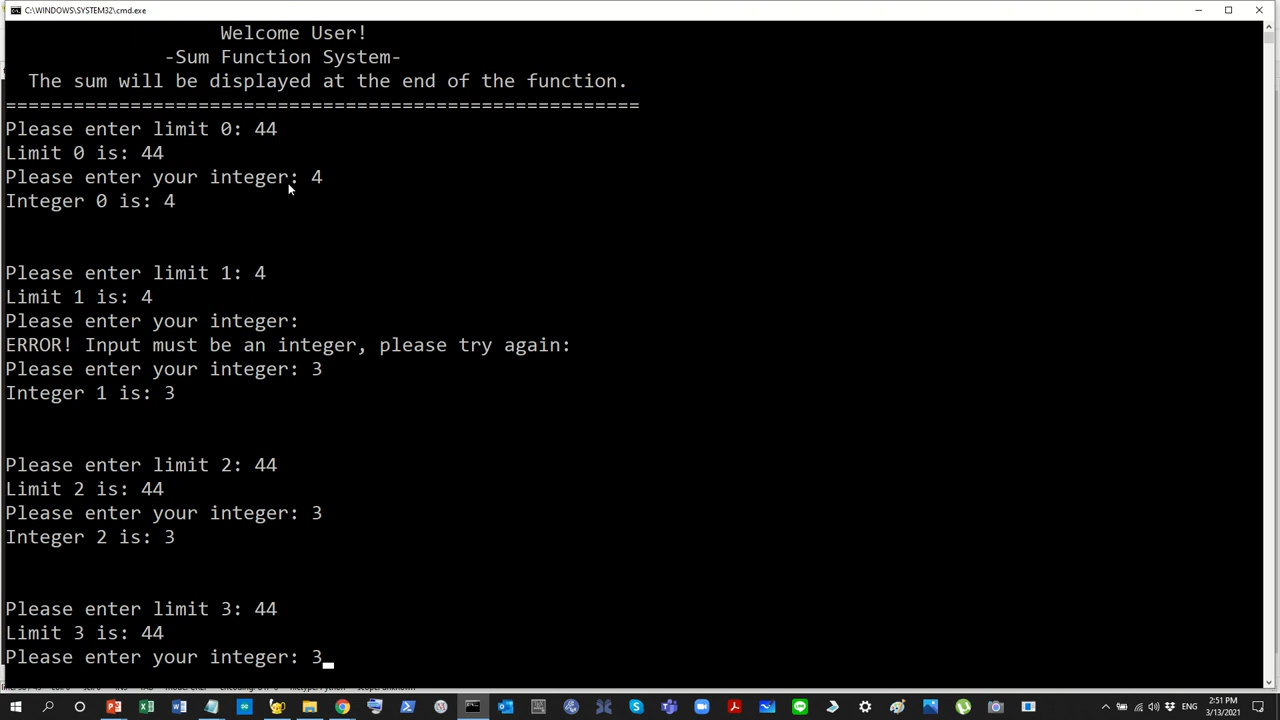 C:\WINDOWS\SYSTEM32\cmd.exe
Welcome User!
-Sum Function System-
The sum will be displayed at the end of the function.
========================================================
Please enter limit 0: 44
Limit 0 is: 44
Please enter your integer: 4
Integer 0 is: 4
Please enter limit 1: 4
Limit 1 is: 4
Please enter your integer:
ERROR! Input must be an integer, please try again:
Please enter your integer: 3
Integer 1 is: 3
Please enter limit 2: 44
Limit 2 is: 44
Please enter your integer: 3
Integer 2 is: 3
Please enter limit 3: 44
Limit 3 is: 44
Please enter your integer: 3
2:51 PM
3/13/2021